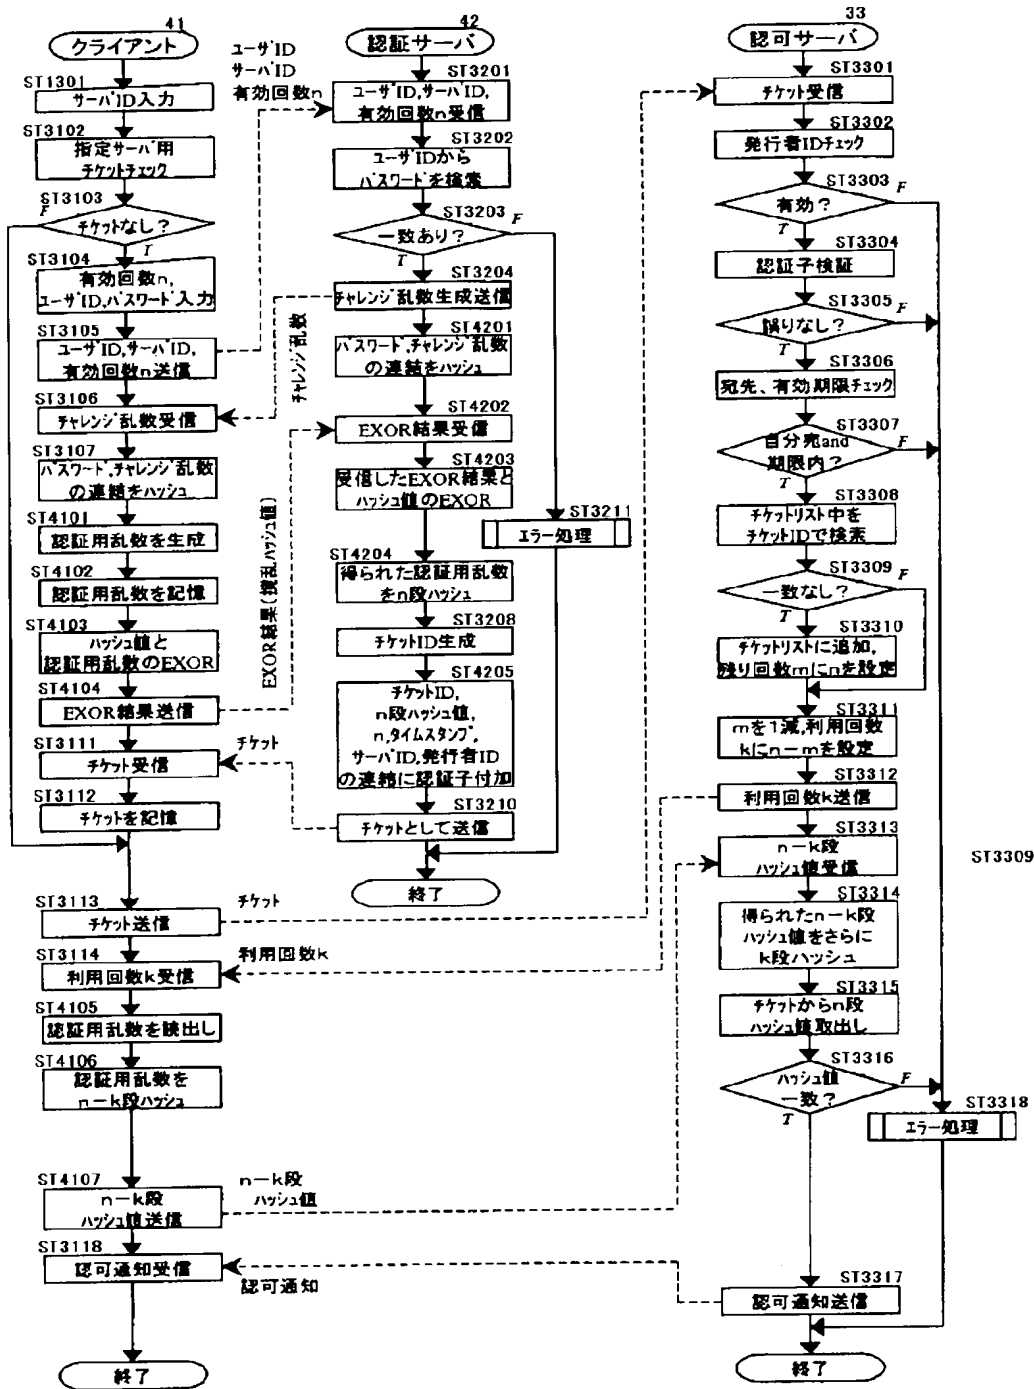 41
クライアント
ST1301
サーバID入力
ST3102
指定サーバ用
チケットチェック
ST3103
F
チケットなし?
T
ST3104
有効回数n,
ユーザID,パスワード入力
ST3105
ユーザID,サーバID,
有効回数n送信
ST3106
チャレンジ乱数受信
ST3107
パスワード,チャレンジ乱数
の連結をハッシュ
ST4101
認証用乱数を生成
ST4102
認証用乱数を記憶
ST4103
ハッシュ値と
認証用乱数のEXOR
ST4104
EXOR結果送信
ST3111
チケット受信
ST3112
チケットを記憶
ST3113
チケット送信
ST3114
利用回数k受信
ST4105
認証用乱数を読出し
ST4106
認証用乱数を
n-k段ハッシュ
ST4107
n-k段
ハッシュ値送信
ST3118
認可通知受信
終了
ユーザID
サーバID
有効回数n
チャレンジ乱数
EXOR結果(撹乱ハッシュ値)
チケット
チケット
利用回数k
n-k段
ハッシュ値
認可通知
42
認証サーバ
ST3201
ユーザID,サーバID,
有効回数n受信
ST3202
ユーザIDから
パスワードを検索
ST3203
F
一致あり?
T
ST3204
チャレンジ乱数生成送信
ST4201
パスワード,チャレンジ乱数
の連結をハッシュ
ST4202
EXOR結果受信
ST4203
受信したEXOR結果と
ハッシュ値のEXOR
ST3211
エラー処理
ST4204
得られた認証用乱数
をn段ハッシュ
ST3208
チケットID生成
ST4205
チケットID,
n段ハッシュ値,
n,タイムスタンプ,
サーバID,発行者ID
の連結に認証子付加
ST3210
チケットとして送信
終了
33
認可サーバ
ST3301
チケット受信
ST3302
発行者IDチェック
ST3303
F
有効?
T
ST3304
認証子検証
ST3305
F
誤りなし?
T
ST3306
宛先、有効期限チェック
ST3307
自分宛and
期限内?
F
T
ST3308
チケットリスト中を
チケットIDで検索
ST3309
F
一致なし?
T
ST3310
チケットリストに追加,
残り回数mにnを設定
ST3311
mを1減,利用回数
kにn-mを設定
ST3312
利用回数k送信
ST3313
n-k段
ハッシュ値受信
ST3309
ST3314
得られたn-k段
ハッシュ値をさらに
k段ハッシュ
ST3315
チケットからn段
ハッシュ値取出し
ST3316
ハッシュ値
一致?
F
T
ST3318
エラー処理
ST3317
認可通知送信
終了